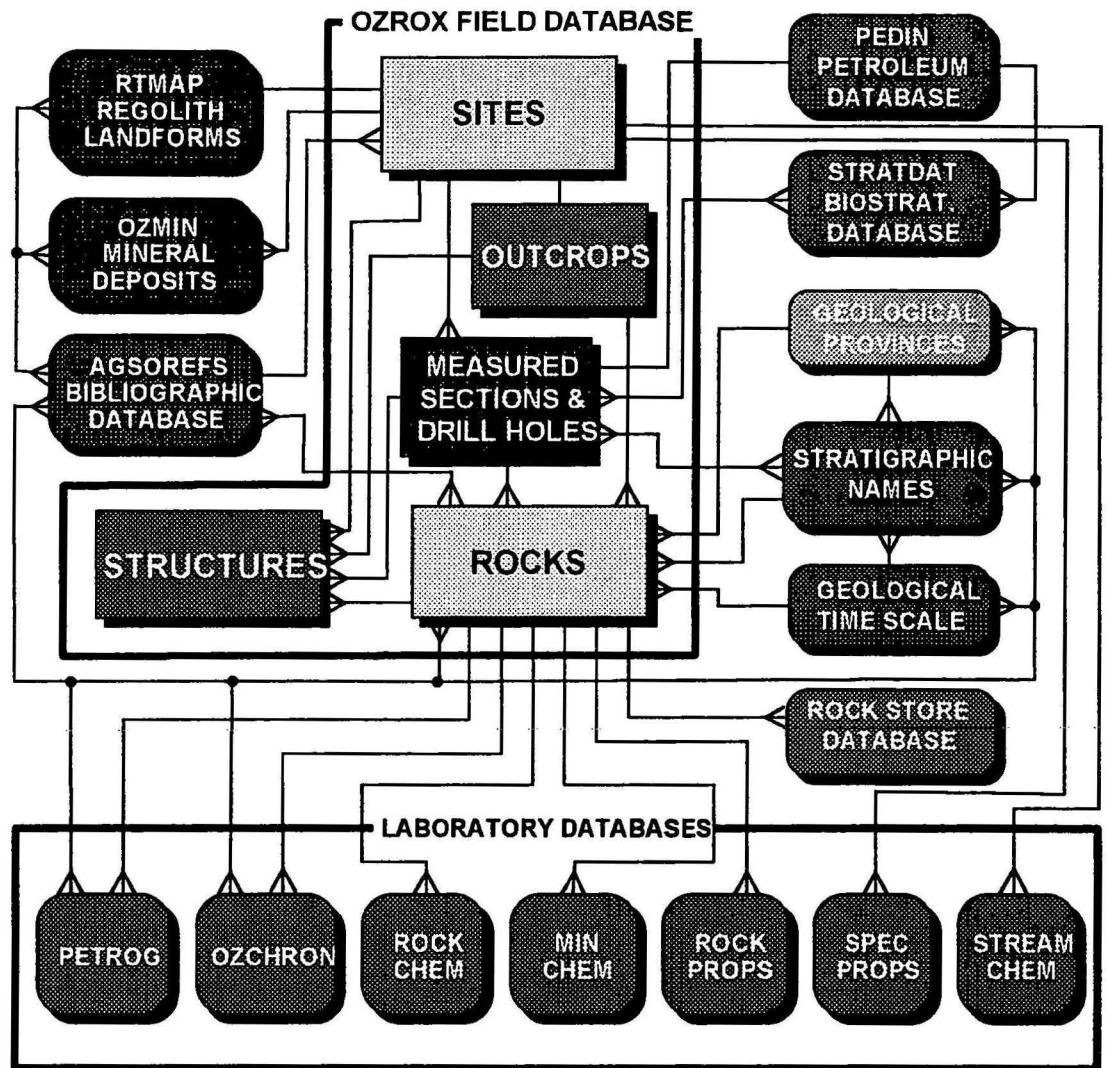 OZROX FIELD DATABASE
RTMAP
REGOLITH
LANDFORMS
SITES
PEDIN
PETROLEUM
DATABASE
OZMIN
MINERAL
DEPOSITS
OUTCROPS
STRATDAT
BIOSTRAT.
DATABASE
AGSOREFS
BIBLIOGRAPHIC
DATABASE
MEASURED
SECTIONS &
DRILL HOLES
GEOLOGICAL
PROVINCES
STRATIGRAPHIC
NAMES
STRUCTURES
ROCKS
GEOLOGICAL
TIME SCALE
ROCK STORE
DATABASE
LABORATORY DATABASES
PETROG
OZCHRON
ROCK
CHEM
MIN
CHEM
ROCK
PROPS
SPEC
PROPS
STREAM
CHEM